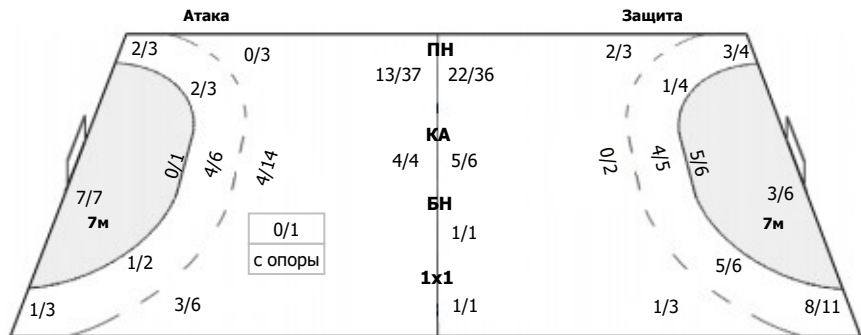 Атака Защита
2/3 0/3 ПН 2/3 3/4
13/37 22/36
2/3 1/4
КА
0/1 4/6 4/14 4/4 5/6 0/2 4/5 5/6
7/7 БН 3/6
7м 0/1 1/1 7м
с опоры
1/2 5/6
1x1
1/3 3/6 1/1 1/3 8/11